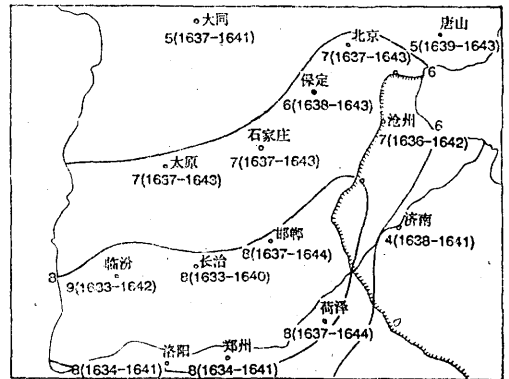 大同
5(1637-1641)
唐山
5(1639-1643)
北京
7(1637-1643)
6
保定
6(1638-1643)
沧州
7(1636-1642)
6
石家庄
7(1637-1643)
太原
7(1637-1643)
济南
4(1638-1641)
邯郸
8(1637-1644)
长治
8(1633-1640)
8
临汾
9(1633-1642)
荷泽
8(1637-1644)
洛阳
8(1634-1641)
郑州
8(1634-1641)